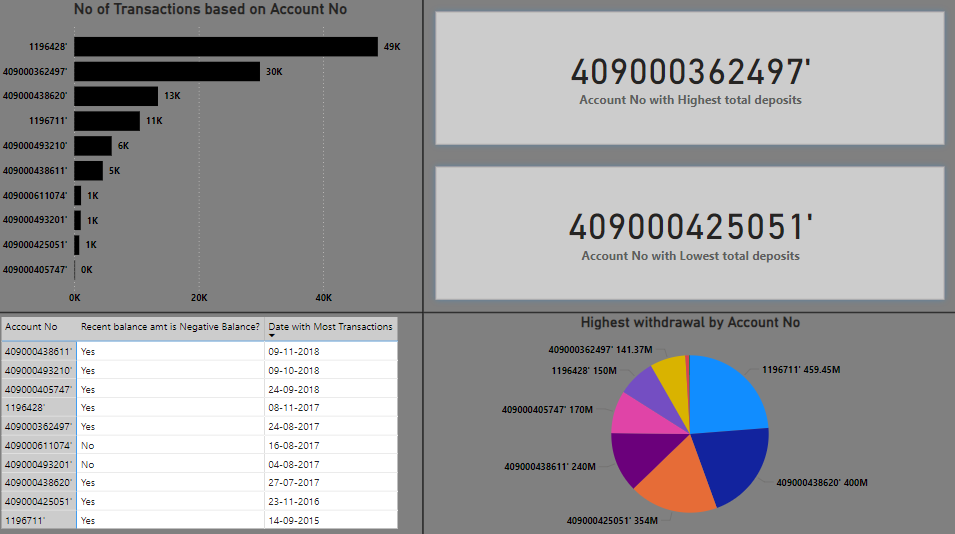 No of Transactions based on Account No
1196428' 49K
409000362497' 30K
409000438620' 13K
1196711' 11K
409000493210' 6K
409000438611' 5K
409000611074' 1K
409000493201' 1K
409000425051' 1K
409000405747' 0K
0K 20K 40K
409000362497'
Account No with Highest total deposits
409000425051'
Account No with Lowest total deposits
Account No Recent balance amt is Negative Balance? Date with Most Transactions
409000438611' Yes 09-11-2018
409000493210' Yes 09-10-2018
409000405747' Yes 24-09-2018
1196428' Yes 08-11-2017
409000362497' Yes 24-08-2017
409000611074' No 16-08-2017
409000493201' No 04-08-2017
409000438620' Yes 27-07-2017
409000425051' Yes 23-11-2016
1196711' Yes 14-09-2015
Highest withdrawal by Account No
409000362497' 141.37M
1196428' 150M
1196711' 459.45M
409000405747' 170M
409000438611' 240M
409000438620' 400M
409000425051' 354M